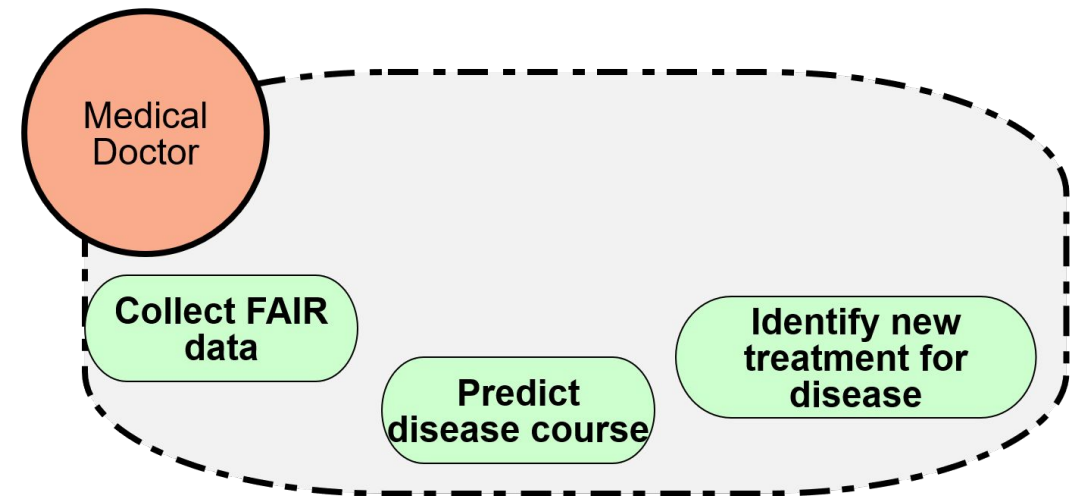 Medical
Doctor
Collect FAIR
data
Predict
disease course
Identify new
treatment for
disease